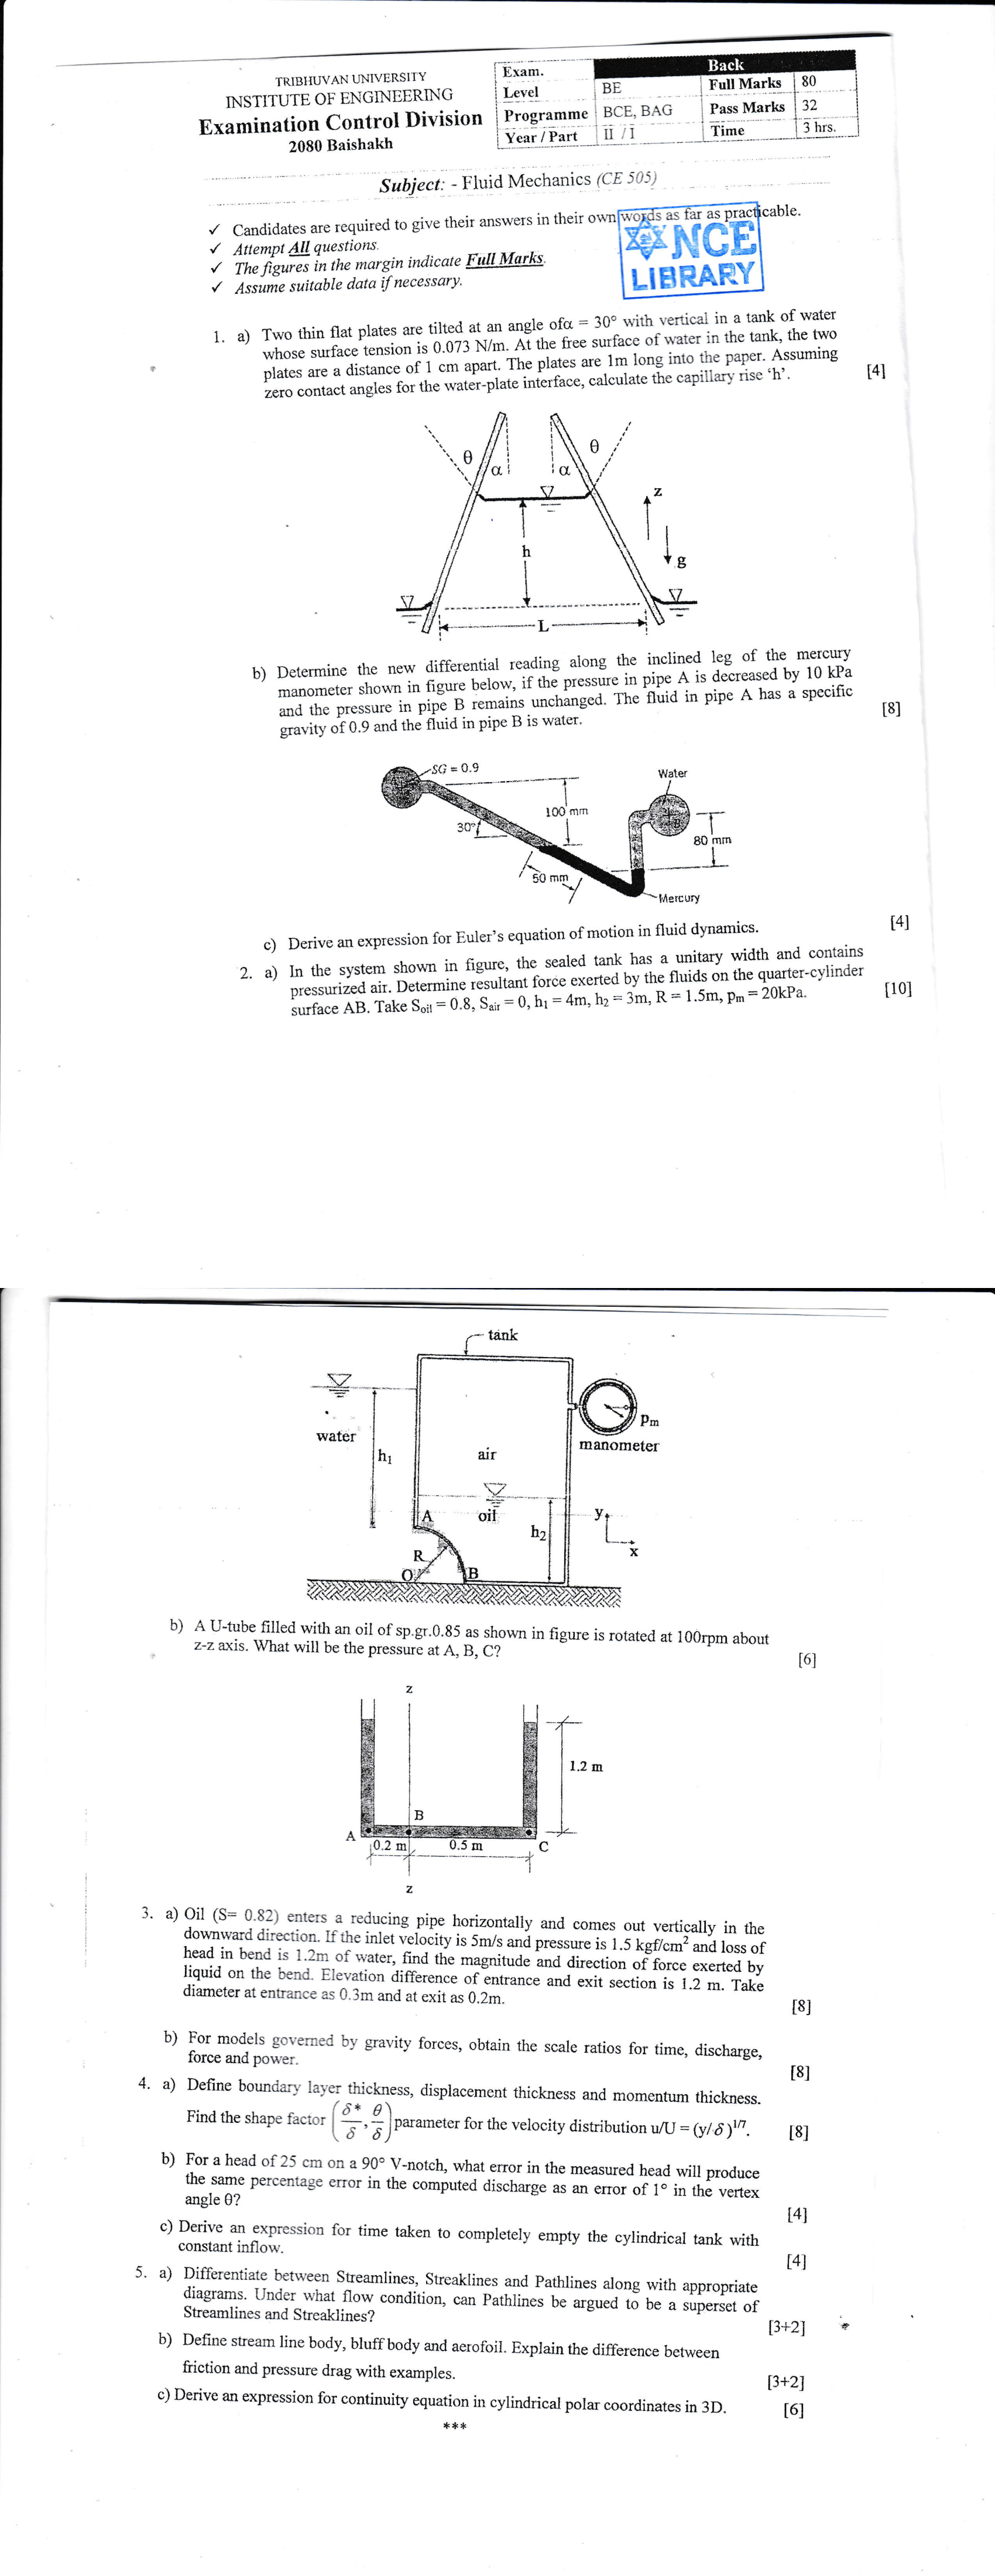 TRIBHUVAN UNIVERSITY
INSTITUTE OF ENGINEERING
Examination Control Division
2080 Baishakh
Exam. Back
Level BE Full Marks 80
Programme BCE, BAG Pass Marks 32
Year / Part II / I Time 3 hrs.
Subject: - Fluid Mechanics (CE 505)
✓ Candidates are required to give their answers in their own words as far as practicable.
✓ Attempt All questions.
✓ The figures in the margin indicate Full Marks.
✓ Assume suitable data if necessary.
NCE
LIBRARY
1. a) Two thin flat plates are tilted at an angle ofα = 30° with vertical in a tank of water
whose surface tension is 0.073 N/m. At the free surface of water in the tank, the two
plates are a distance of 1 cm apart. The plates are 1m long into the paper. Assuming
zero contact angles for the water-plate interface, calculate the capillary rise ‘h’. [4]
θ α α θ
z
h
g
L
b) Determine the new differential reading along the inclined leg of the mercury
manometer shown in figure below, if the pressure in pipe A is decreased by 10 kPa
and the pressure in pipe B remains unchanged. The fluid in pipe A has a specific
gravity of 0.9 and the fluid in pipe B is water. [8]
SG = 0.9
Water
100 mm
30°
80 mm
50 mm
Mercury
c) Derive an expression for Euler's equation of motion in fluid dynamics. [4]
2. a) In the system shown in figure, the sealed tank has a unitary width and contains
pressurized air. Determine resultant force exerted by the fluids on the quarter-cylinder
surface AB. Take Soil = 0.8, Sair = 0, h1 = 4m, h2 = 3m, R = 1.5m, pm = 20kPa. [10]
tank
pm
water
manometer
h1
air
A
oil
h2
y
x
R
O
B
b) A U-tube filled with an oil of sp.gr.0.85 as shown in figure is rotated at 100rpm about
z-z axis. What will be the pressure at A, B, C? [6]
z
1.2 m
B
A
0.2 m
0.5 m
C
z
3. a) Oil (S= 0.82) enters a reducing pipe horizontally and comes out vertically in the
downward direction. If the inlet velocity is 5m/s and pressure is 1.5 kgf/cm² and loss of
head in bend is 1.2m of water, find the magnitude and direction of force exerted by
liquid on the bend. Elevation difference of entrance and exit section is 1.2 m. Take
diameter at entrance as 0.3m and at exit as 0.2m. [8]
b) For models governed by gravity forces, obtain the scale ratios for time, discharge,
force and power. [8]
4. a) Define boundary layer thickness, displacement thickness and momentum thickness.
Find the shape factor (δ*/δ, θ/δ) parameter for the velocity distribution u/U = (y/δ)^1/7. [8]
b) For a head of 25 cm on a 90° V-notch, what error in the measured head will produce
the same percentage error in the computed discharge as an error of 1° in the vertex
angle θ? [4]
c) Derive an expression for time taken to completely empty the cylindrical tank with
constant inflow. [4]
5. a) Differentiate between Streamlines, Streaklines and Pathlines along with appropriate
diagrams. Under what flow condition, can Pathlines be argued to be a superset of
Streamlines and Streaklines? [3+2]
b) Define stream line body, bluff body and aerofoil. Explain the difference between
friction and pressure drag with examples. [3+2]
c) Derive an expression for continuity equation in cylindrical polar coordinates in 3D. [6]
***